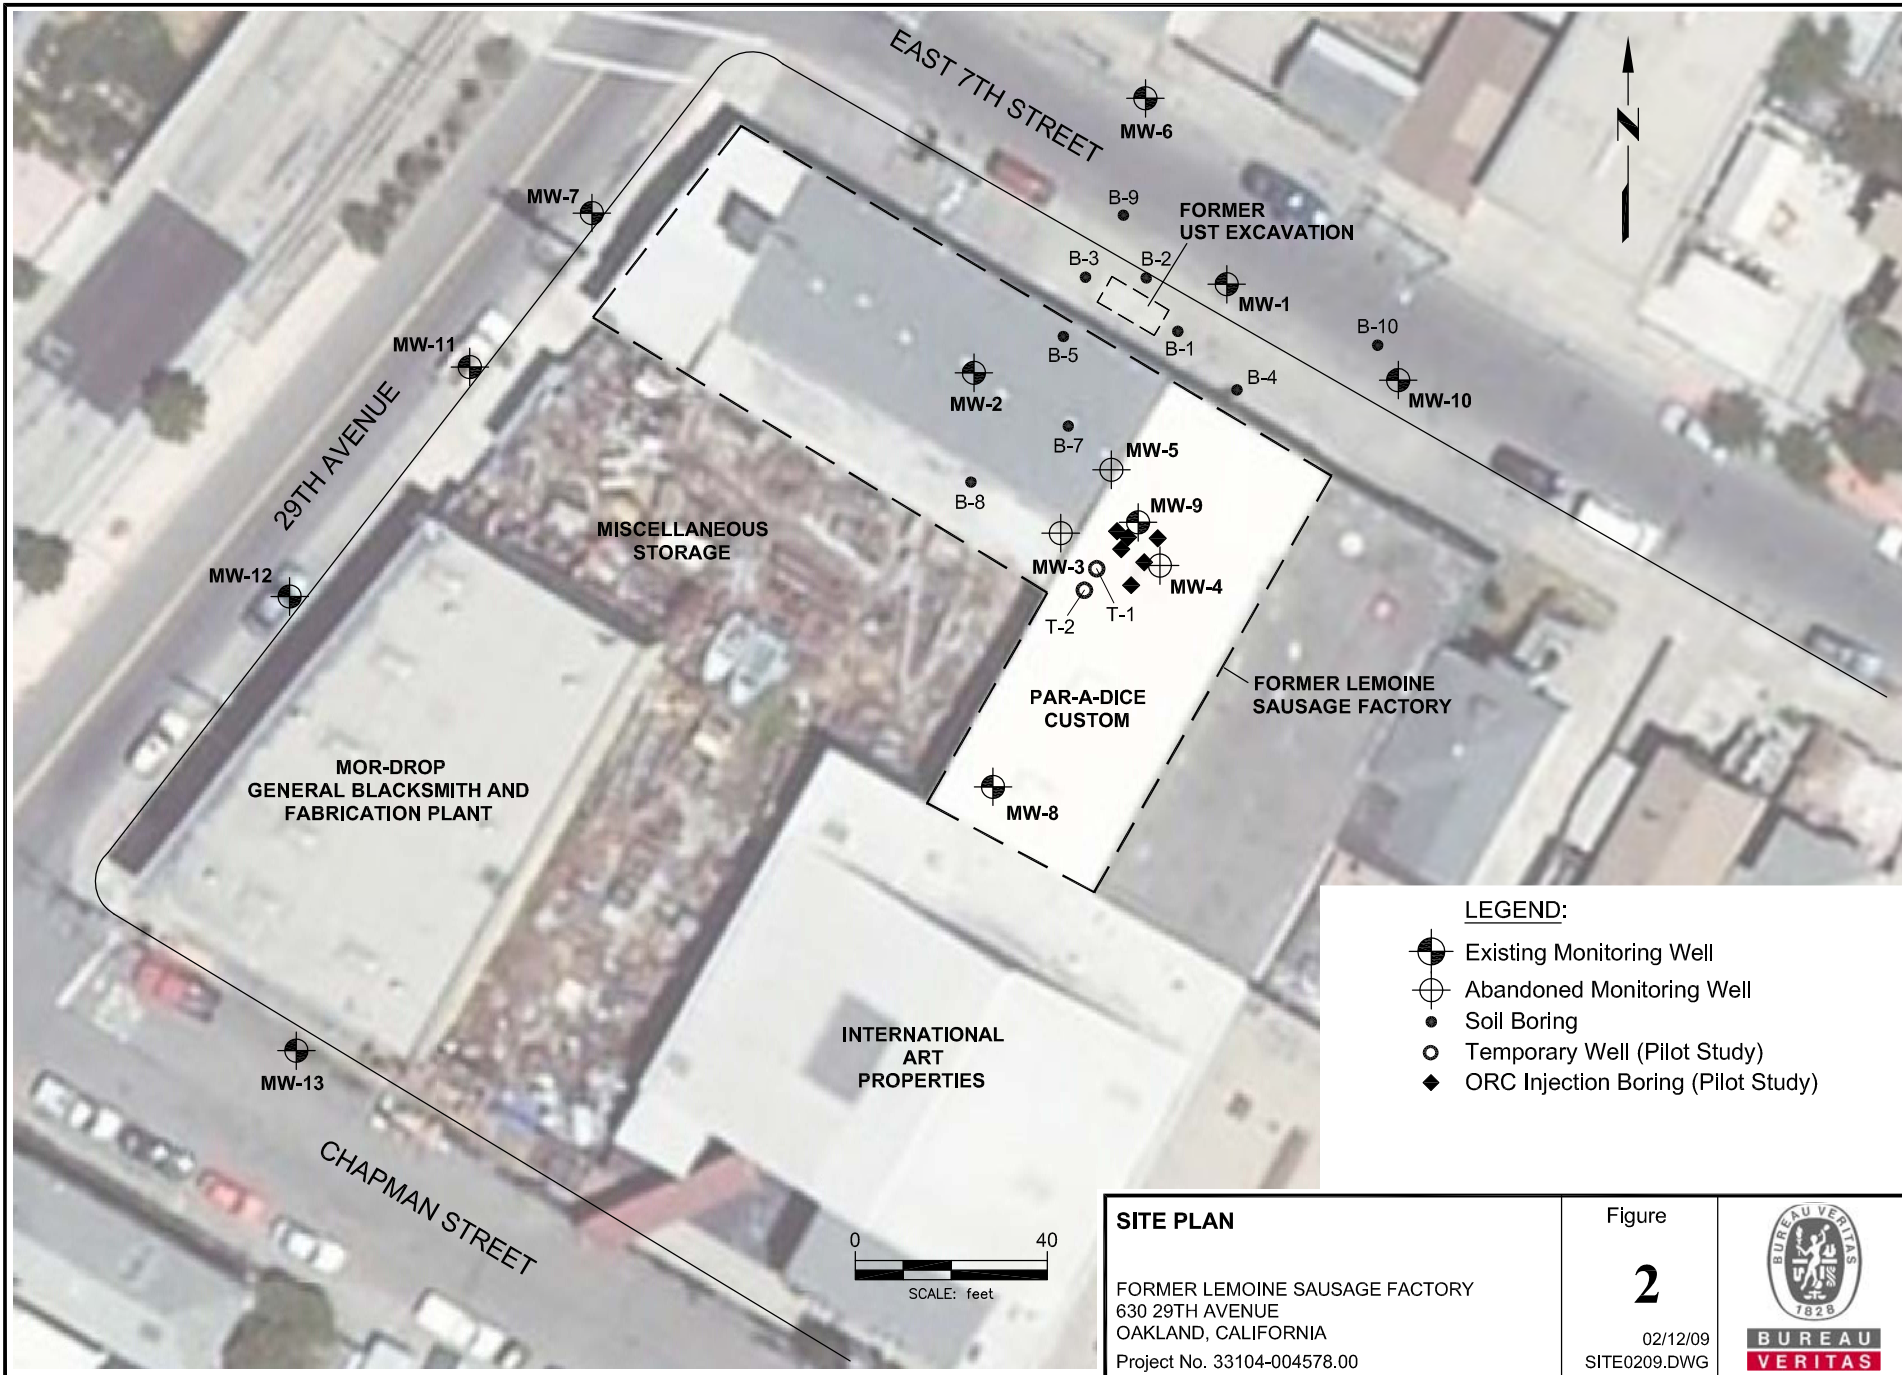 EAST 7TH STREET
MW-6
N
MW-7
B-9
FORMER
UST EXCAVATION
B-3
B-2
MW-1
MW-11
B-10
B-5
B-1
MW-2
B-4
MW-10
29TH AVENUE
B-7
MW-5
B-8
MW-9
MISCELLANEOUS
STORAGE
MW-12
MW-3
MW-4
T-1
T-2
FORMER LEMOINE
SAUSAGE FACTORY
PAR-A-DICE
CUSTOM
MOR-DROP
GENERAL BLACKSMITH AND
FABRICATION PLANT
MW-8
LEGEND:
Existing Monitoring Well
Abandoned Monitoring Well
Soil Boring
Temporary Well (Pilot Study)
ORC Injection Boring (Pilot Study)
INTERNATIONAL
ART
PROPERTIES
MW-13
CHAPMAN STREET
0 40
SCALE: feet
SITE PLAN
FORMER LEMOINE SAUSAGE FACTORY
630 29TH AVENUE
OAKLAND, CALIFORNIA
Project No. 33104-004578.00
Figure
2
02/12/09
SITE0209.DWG
BUREAU VERITAS
1828
BUREAU
VERITAS